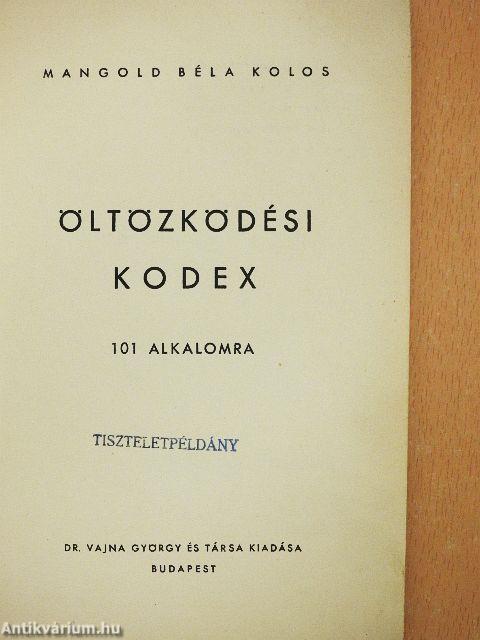 MANGOLD BÉLA KOLOS
ÖLTÖZKÖDÉSI
KODEX
101 ALKALOMRA
TISZTELETPÉLDÁNY
DR. VAJNA GYÖRGY ÉS TÁRSA KIADÁSA
BUDAPEST
Antikvárium.hu